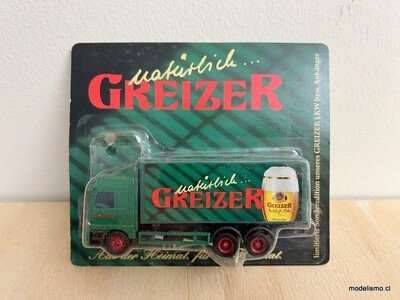 Natürlich...
GREIZER
limitierte Sonderedition unseres GREIZER LKW bzw. Anhänger
Natürlich...
GREIZER
GREIZER
Aus der Heimat, für
modelismo.cl